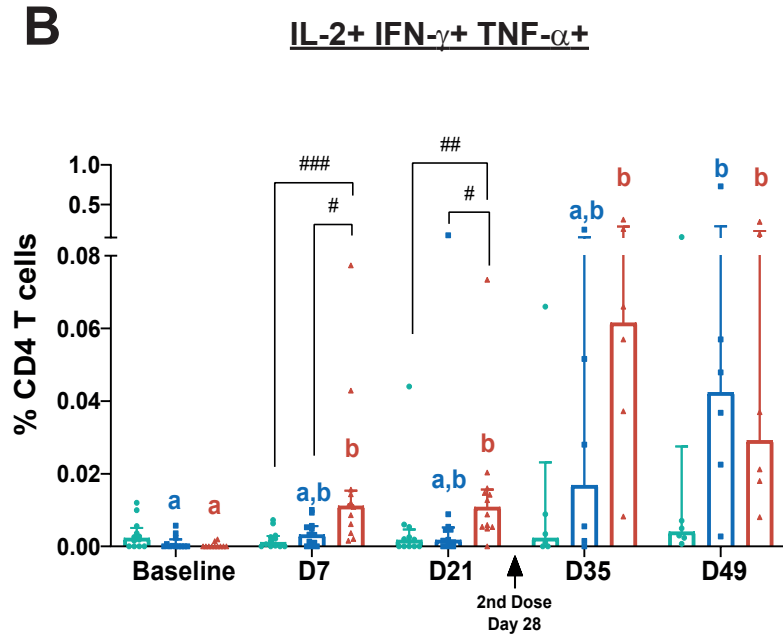 B
IL-2+ IFN-γ+ TNF-α+
% CD4 T cells
1.0
0.5
0.08
0.06
0.04
0.02
0.00
###
#
##
#
a
a
a,b
b
a,b
b
a,b
b
b
b
Baseline
D7
D21
D35
D49
2nd Dose
Day 28